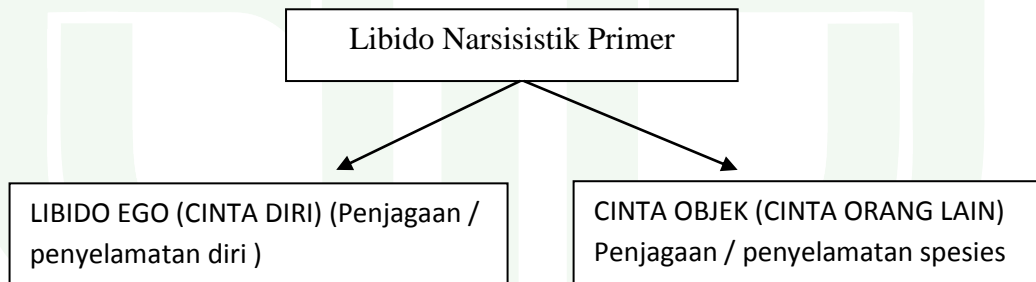 Libido Narsisistik Primer
LIBIDO EGO (CINTA DIRI) (Penjagaan /
penyelamatan diri )
CINTA OBJEK (CINTA ORANG LAIN)
Penjagaan / penyelamatan spesies